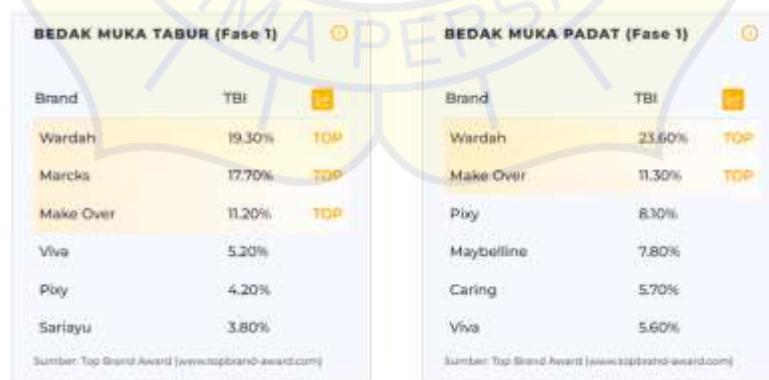 BEDAK MUKA TABUR (Fase 1)
Brand TBI
Wardah 19.30% TOP
Marcks 17.70% TOP
Make Over 11.20% TOP
Viva 5.20%
Pixy 4.20%
Sariayu 3.80%
Sumber: Top Brand Award (www.topbrand-award.com)
BEDAK MUKA PADAT (Fase 1)
Brand TBI
Wardah 23.60% TOP
Make Over 11.30% TOP
Pixy 8.10%
Maybelline 7.80%
Caring 5.70%
Viva 5.60%
Sumber: Top Brand Award (www.topbrand-award.com)